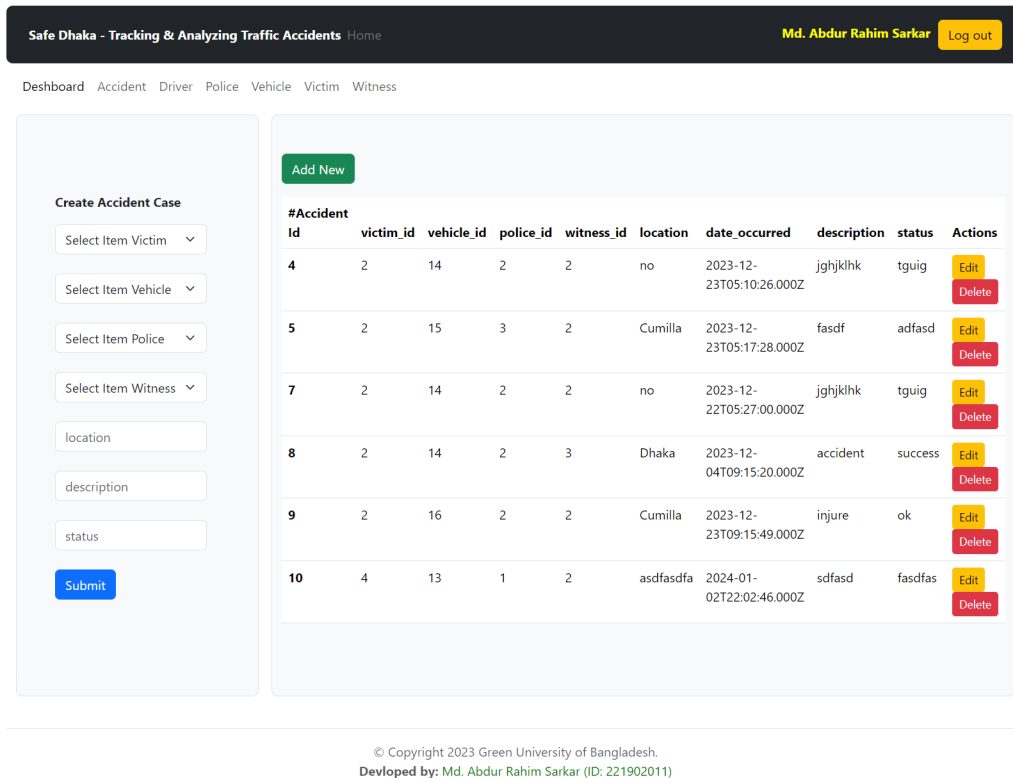 Safe Dhaka - Tracking & Analyzing Traffic Accidents Home Md. Abdur Rahim Sarkar Log out
Deshboard Accident Driver Police Vehicle Victim Witness
Create Accident Case
Select Item Victim
Select Item Vehicle
Select Item Police
Select Item Witness
location
description
status
Submit
Add New
#Accident
Id victim_id vehicle_id police_id witness_id location date_occurred description status Actions
4 2 14 2 2 no 2023-12- jghjklhk tguig Edit
23T05:10:26.000Z Delete
5 2 15 3 2 Cumilla 2023-12- fasdf adfasd Edit
23T05:17:28.000Z Delete
7 2 14 2 2 no 2023-12- jghjklhk tguig Edit
22T05:27:00.000Z Delete
8 2 14 2 3 Dhaka 2023-12- accident success Edit
04T09:15:20.000Z Delete
9 2 16 2 2 Cumilla 2023-12- injure ok Edit
23T09:15:49.000Z Delete
10 4 13 1 2 asdfasdfa 2024-01- sdfasd fasdfas Edit
02T22:02:46.000Z Delete
© Copyright 2023 Green University of Bangladesh.
Devloped by: Md. Abdur Rahim Sarkar (ID: 221902011)